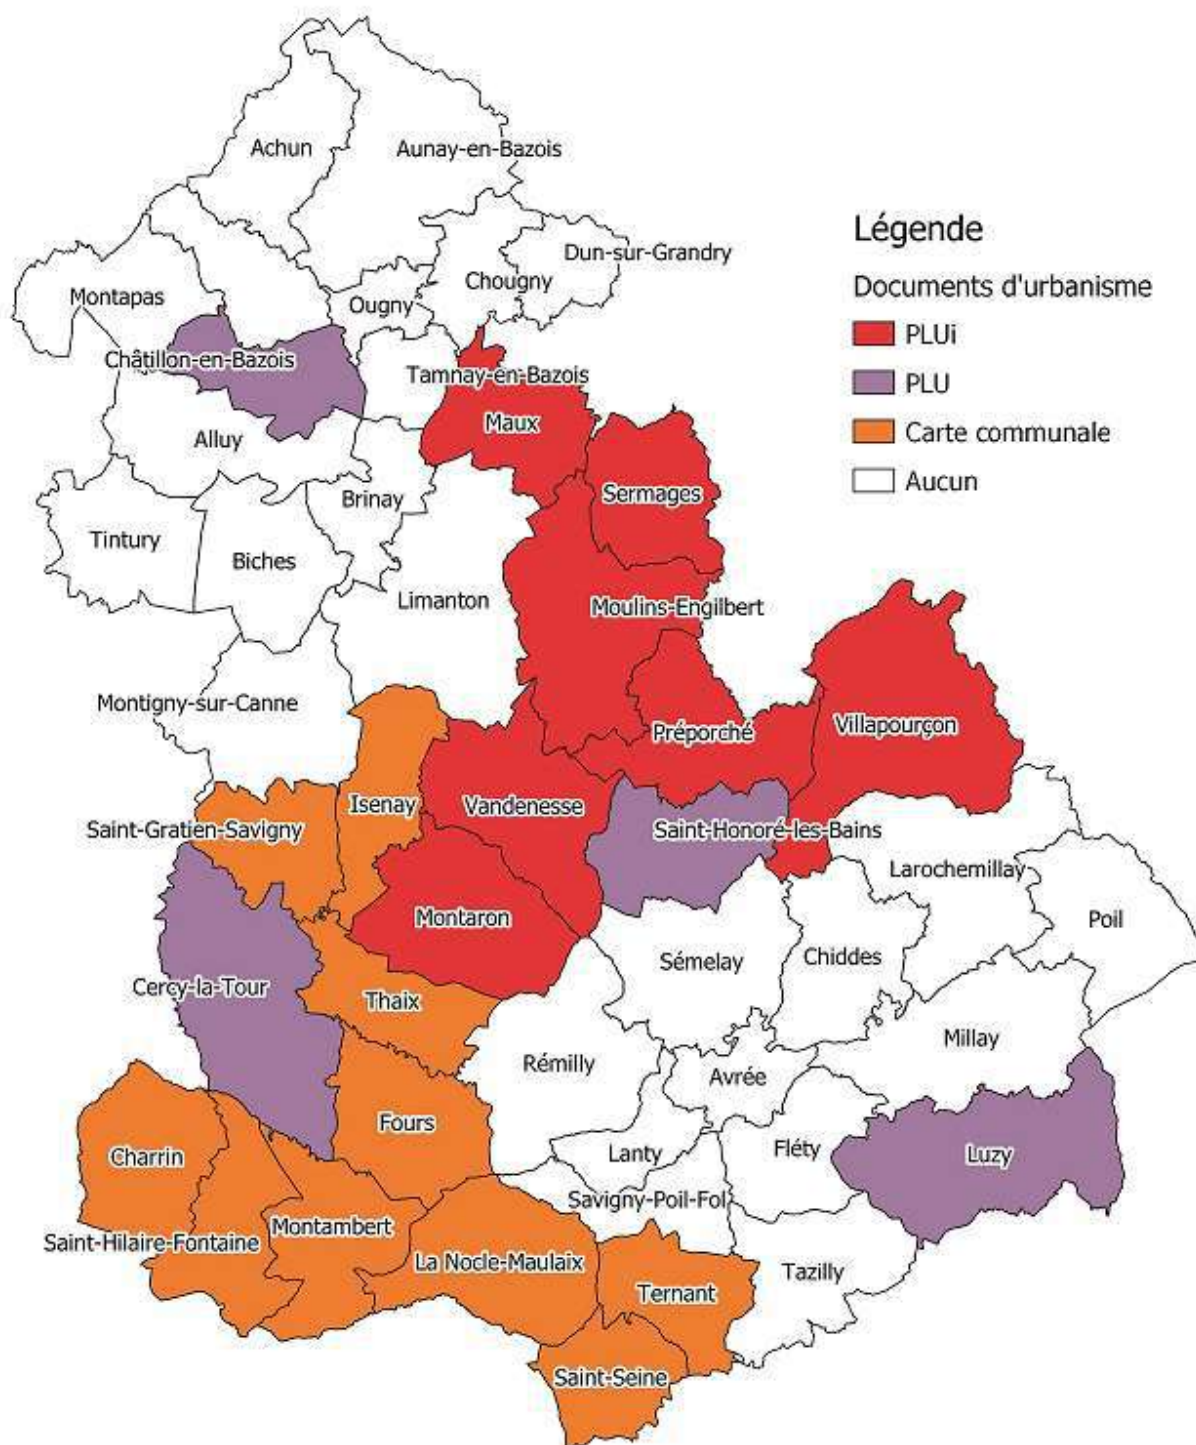 Achun
Aunay-en-Bazois
Dun-sur-Grandry
Chougny
Montapas
Ougny
Châtillon-en-Bazois
Tamnay-en-Bazois
Maux
Alluy
Sermages
Brinay
Tintury
Biches
Limanton
Moulins-Engilbert
Montigny-sur-Canne
Préporché
Villapourçon
Isenay
Vandenesse
Saint-Gratien-Savigny
Saint-Honoré-les-Bains
Larochemillay
Montaron
Poil
Sémelay
Chiddes
Cercy-la-Tour
Thaix
Millay
Rémilly
Avrée
Fours
Fléty
Lanty
Luzy
Charrin
Savigny-Poil-Fol
Montambert
Saint-Hilaire-Fontaine
La Nocle-Maulaix
Tazilly
Ternant
Saint-Seine
Légende
Documents d'urbanisme
PLUi
PLU
Carte communale
Aucun